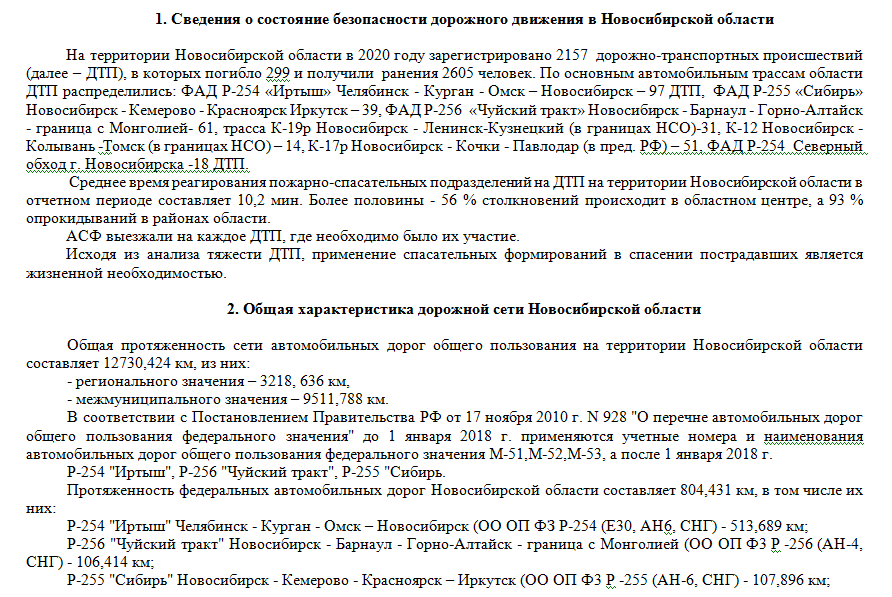 1. Сведения о состояние безопасности дорожного движения в Новосибирской области
На территории Новосибирской области в 2020 году зарегистрировано 2157 дорожно-транспортных происшествий
(далее – ДТП), в которых погибло 299 и получили ранения 2605 человек. По основным автомобильным трассам области
ДТП распределились: ФАД Р-254 «Иртыш» Челябинск - Курган - Омск – Новосибирск – 97 ДТП, ФАД Р-255 «Сибирь»
Новосибирск - Кемерово - Красноярск Иркутск – 39, ФАД Р-256 «Чуйский тракт» Новосибирск - Барнаул - Горно-Алтайск
- граница с Монголией- 61, трасса К-19р Новосибирск - Ленинск-Кузнецкий (в границах НСО)-31, К-12 Новосибирск -
Колывань -Томск (в границах НСО) – 14, К-17р Новосибирск - Кочки - Павлодар (в пред. РФ) – 51, ФАД Р-254 Северный
обход г. Новосибирска -18 ДТП.
Среднее время реагирования пожарно-спасательных подразделений на ДТП на территории Новосибирской области в
отчетном периоде составляет 10,2 мин. Более половины - 56 % столкновений происходит в областном центре, а 93 %
опрокидываний в районах области.
АСФ выезжали на каждое ДТП, где необходимо было их участие.
Исходя из анализа тяжести ДТП, применение спасательных формирований в спасении пострадавших является
жизненной необходимостью.
2. Общая характеристика дорожной сети Новосибирской области
Общая протяженность сети автомобильных дорог общего пользования на территории Новосибирской области
составляет 12730,424 км, из них:
- регионального значения – 3218, 636 км,
- межмуниципального значения – 9511,788 км.
В соответствии с Постановлением Правительства РФ от 17 ноября 2010 г. N 928 "О перечне автомобильных дорог
общего пользования федерального значения" до 1 января 2018 г. применяются учетные номера и наименования
автомобильных дорог общего пользования федерального значения М-51,М-52,М-53, а после 1 января 2018 г.
Р-254 "Иртыш", Р-256 "Чуйский тракт", Р-255 "Сибирь.
Протяженность федеральных автомобильных дорог Новосибирской области составляет 804,431 км, в том числе их
них:
Р-254 "Иртыш" Челябинск - Курган - Омск – Новосибирск (ОО ОП ФЗ Р-254 (Е30, АН6, СНГ) - 513,689 км;
Р-256 "Чуйский тракт" Новосибирск - Барнаул - Горно-Алтайск - граница с Монголией (ОО ОП ФЗ Р -256 (АН-4,
СНГ) - 106,414 км;
Р-255 "Сибирь" Новосибирск - Кемерово - Красноярск – Иркутск (ОО ОП ФЗ Р -255 (АН-6, СНГ) - 107,896 км;